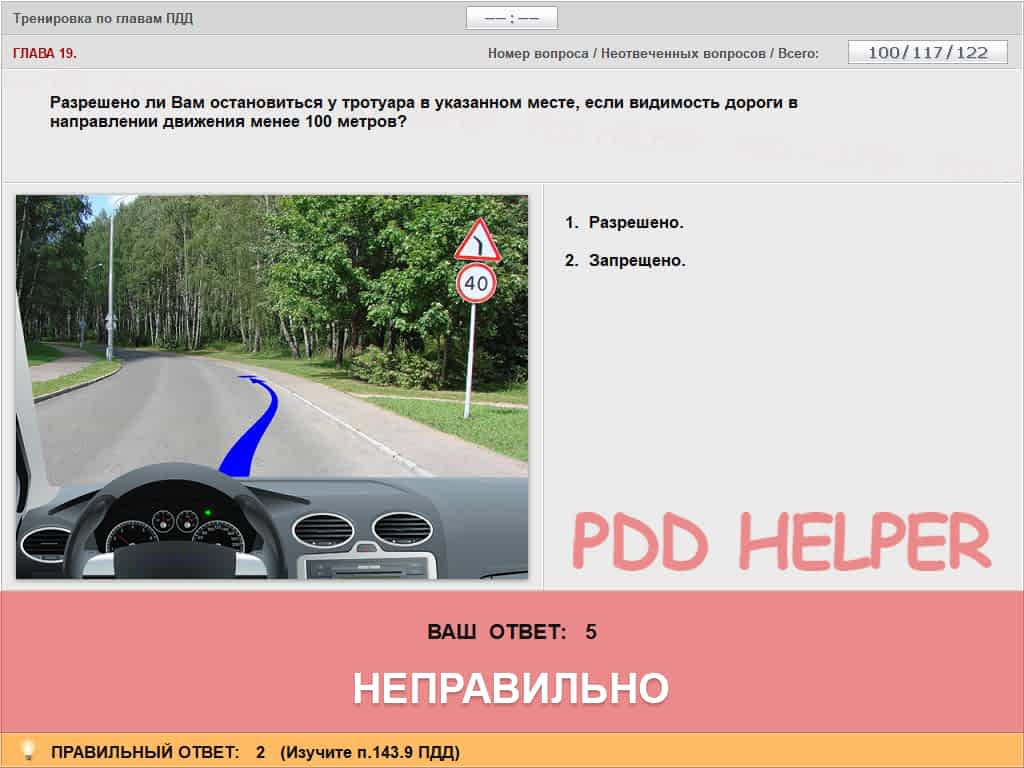 Тренировка по главам ПДД
—— : ——
ГЛАВА 19.
Номер вопроса / Неотвеченных вопросов / Всего:
100/117/122
Разрешено ли Вам остановиться у тротуара в указанном месте, если видимость дороги в
направлении движения менее 100 метров?
40
1. Разрешено.
2. Запрещено.
PDD HELPER
ВАШ ОТВЕТ: 5
НЕПРАВИЛЬНО
ПРАВИЛЬНЫЙ ОТВЕТ: 2 (Изучите п.143.9 ПДД)